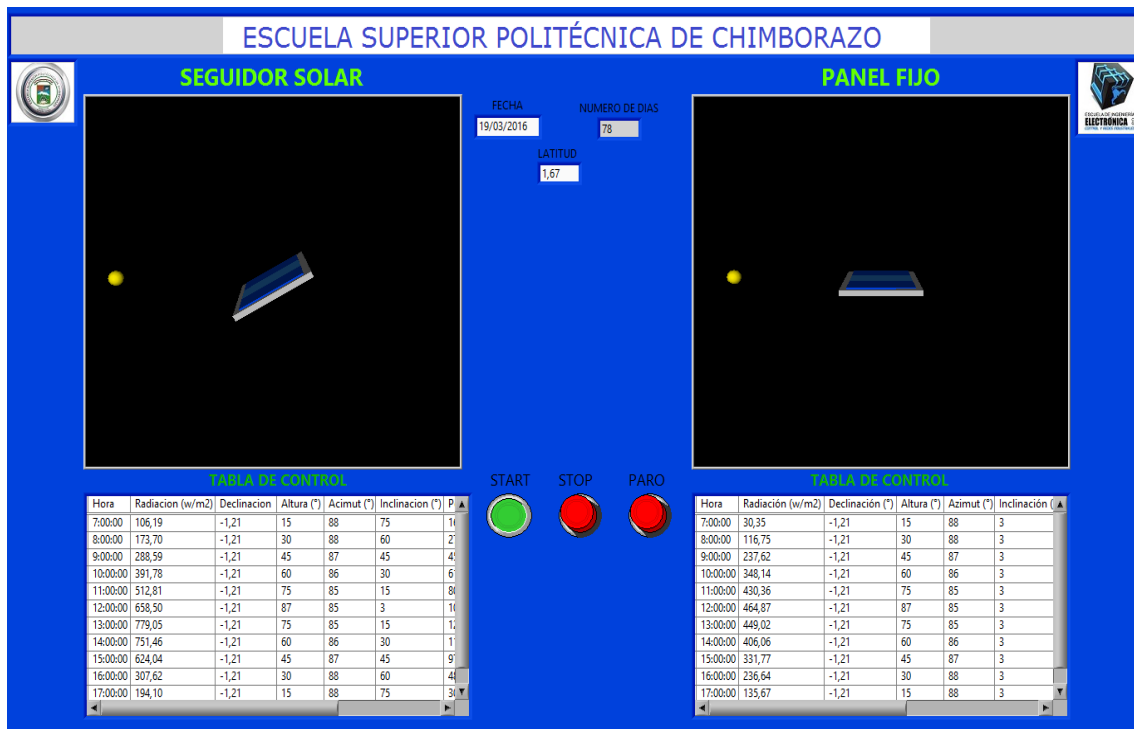 ESCUELA SUPERIOR POLITÉCNICA DE CHIMBORAZO
SEGUIDOR SOLAR
PANEL FIJO
ELECTRÓNICA
FECHA
NUMERO DE DIAS
19/03/2016
78
LATITUD
1,67
TABLA DE CONTROL
START STOP PARO
TABLA DE CONTROL
Hora Radiacion (w/m2) Declinacion Altura (°) Azimut (°) Inclinacion (°) P
7:00:00 106,19 -1,21 15 88 75
8:00:00 173,70 -1,21 30 88 60
9:00:00 288,59 -1,21 45 87 45
10:00:00 391,78 -1,21 60 86 30
11:00:00 512,81 -1,21 75 85 15
12:00:00 658,50 -1,21 87 85 3
13:00:00 779,05 -1,21 75 85 15
14:00:00 751,46 -1,21 60 86 30
15:00:00 624,04 -1,21 45 87 45
16:00:00 307,62 -1,21 30 88 60
17:00:00 194,10 -1,21 15 88 75
Hora Radiación (w/m2) Declinación (°) Altura (°) Azimut (°) Inclinación (
7:00:00 30,35 -1,21 15 88 3
8:00:00 116,75 -1,21 30 88 3
9:00:00 237,62 -1,21 45 87 3
10:00:00 348,14 -1,21 60 86 3
11:00:00 430,36 -1,21 75 85 3
12:00:00 464,87 -1,21 87 85 3
13:00:00 449,02 -1,21 75 85 3
14:00:00 406,06 -1,21 60 86 3
15:00:00 331,77 -1,21 45 87 3
16:00:00 236,64 -1,21 30 88 3
17:00:00 135,67 -1,21 15 88 3